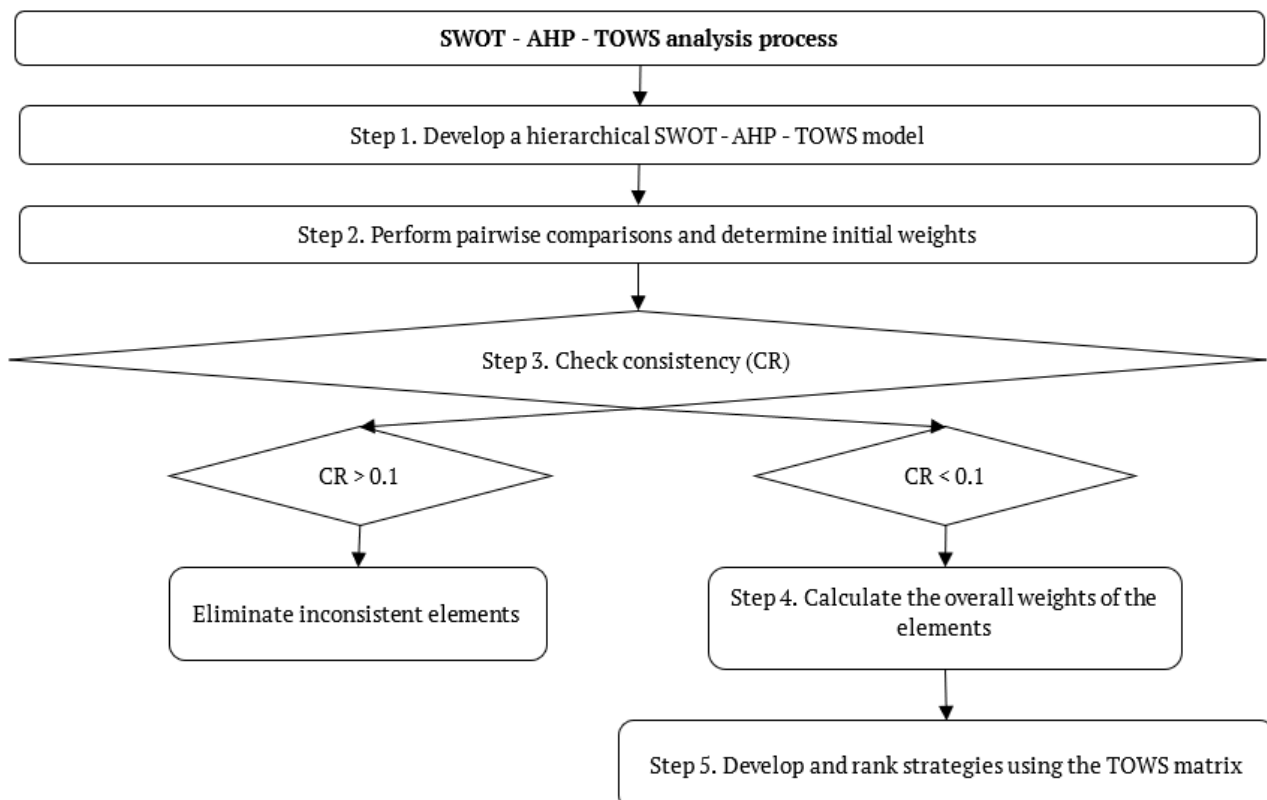 SWOT - AHP - TOWS analysis process
Step 1. Develop a hierarchical SWOT - AHP - TOWS model
Step 2. Perform pairwise comparisons and determine initial weights
Step 3. Check consistency (CR)
CR > 0.1
CR < 0.1
Eliminate inconsistent elements
Step 4. Calculate the overall weights of the
elements
Step 5. Develop and rank strategies using the TOWS matrix